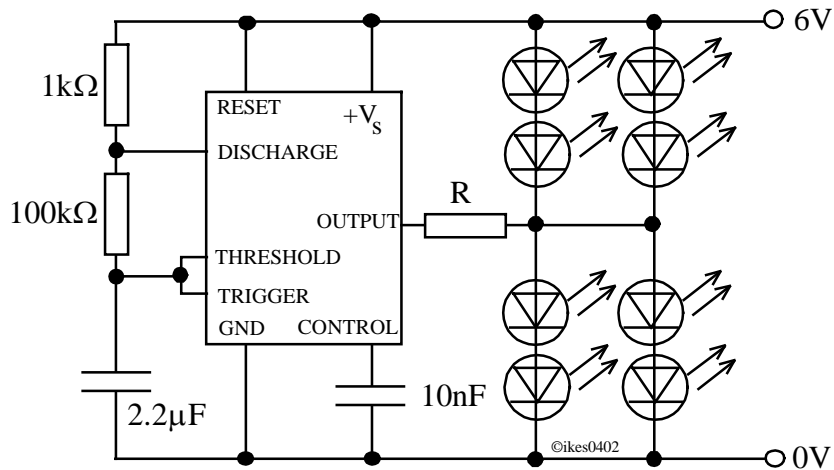 6V
1kΩ
RESET
+VS
DISCHARGE
R
100kΩ
OUTPUT
THRESHOLD
TRIGGER
GND
CONTROL
2.2µF
10nF
©ikes0402
0V